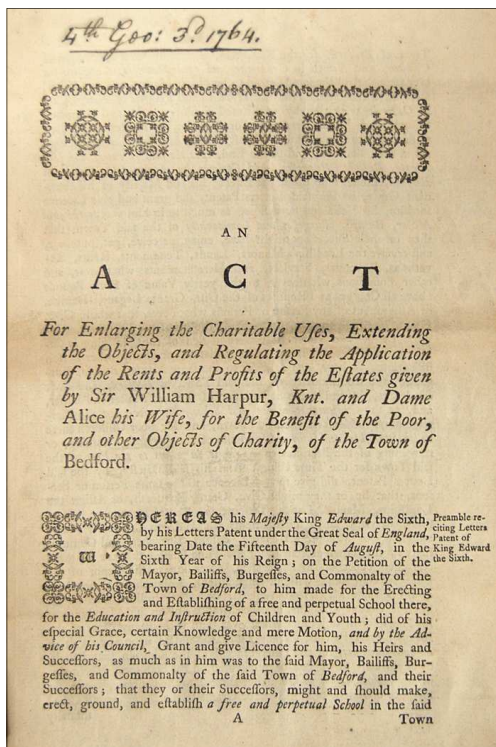 4th Geo: 3d 1764.
AN
ACT
For Enlarging the Charitable Uſes, Extending
the Objects, and Regulating the Application
of the Rents and Profits of the Eſtates given
by Sir William Harpur, Knt. and Dame
Alice his Wife, for the Benefit of the Poor,
and other Objects of Charity, of the Town of
Bedford.
WHEREAS his Majeſty King Edward the Sixth,
by his Letters Patent under the Great Seal of England,
bearing Date the Fifteenth Day of Auguſt, in the
Sixth Year of his Reign; on the Petition of the
Mayor, Bailiffs, Burgeſſes, and Commonalty of the
Town of Bedford, to him made for the Erecting
and Eſtabliſhing of a free and perpetual School there,
for the Education and Inſtruction of Children and Youth; did of his
eſpecial Grace, certain Knowledge and mere Motion, and by the Ad-
vice of his Council, Grant and give Licence for him, his Heirs and
Succeſſors, as much as in him was to the ſaid Mayor, Bailiffs, Bur-
geſſes, and Commonalty of the ſaid Town of Bedford, and their
Succeſſors; that they or their Succeſſors, might and ſhould make,
erect, ground, and eſtabliſh a free and perpetual School in the ſaid
A Town
Preamble re-
citing Letters
Patent of
King Edward
the Sixth.